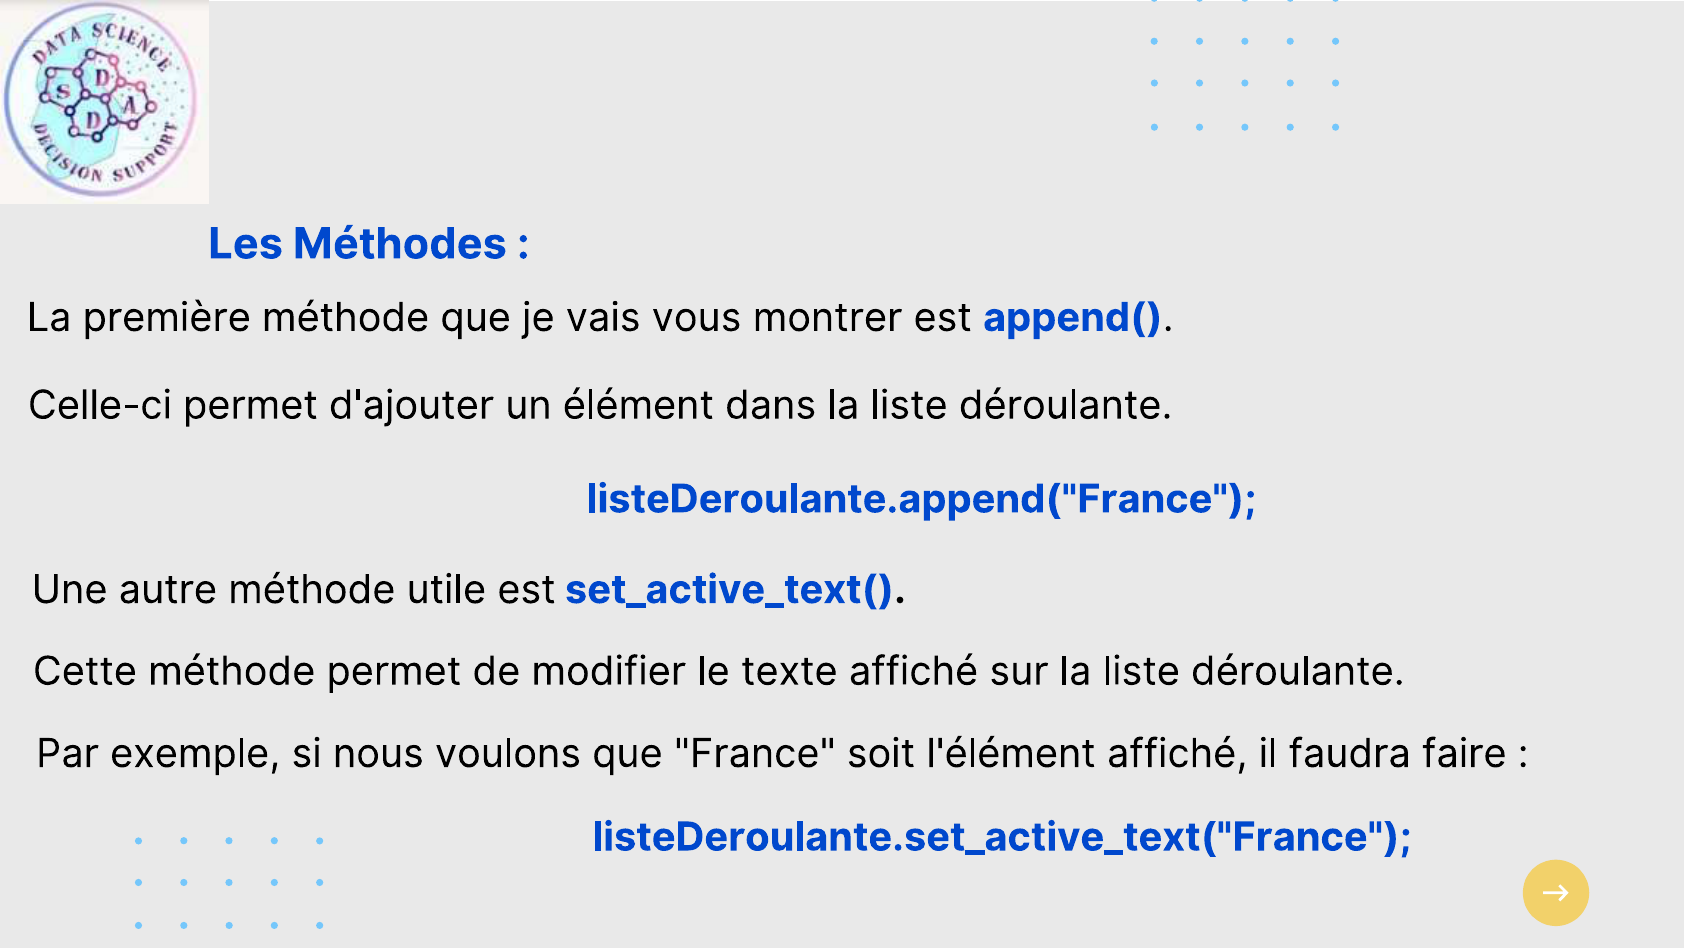 DATA SCIENCE
S D
D A
DECISION SUPPORT
Les Méthodes :
La première méthode que je vais vous montrer est append().
Celle-ci permet d'ajouter un élément dans la liste déroulante.
listeDeroulante.append("France");
Une autre méthode utile est set_active_text().
Cette méthode permet de modifier le texte affiché sur la liste déroulante.
Par exemple, si nous voulons que "France" soit l'élément affiché, il faudra faire :
listeDeroulante.set_active_text("France");